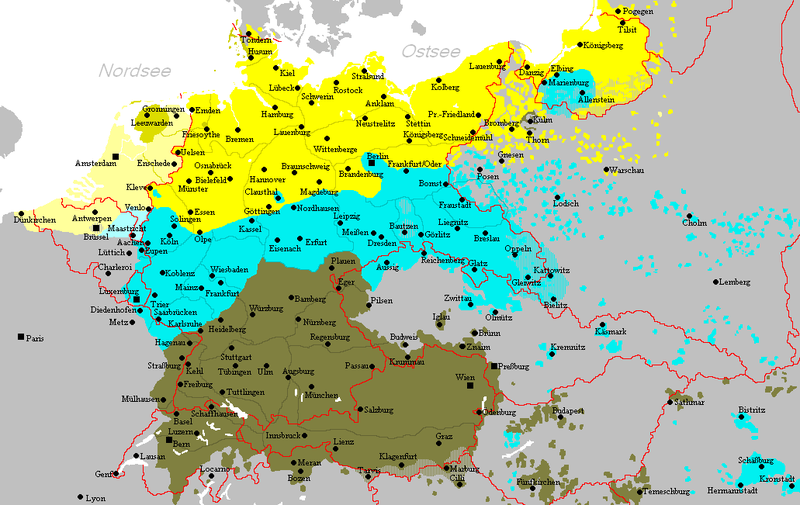 Pogegen
Tilsit
Tondern
Husum
Ostsee
Königsberg
Nordsee
Kiel
Stralsund
Lauenburg
Danzig
Elbing
Marienburg
Allenstein
Lübeck
Schwerin
Rostock
Kolberg
Groningen
Emden
Leeuwarden
Hamburg
Anklam
Stettin
Pr.-Friedland
Kulm
Friesoythe
Bremen
Lauenburg
Neustrelitz
Königsberg
Schneidemühl
Bromberg
Thorn
Wittenberge
Uelsen
Amsterdam
Enschede
Osnabrück
Braunschweig
Berlin
Frankfurt/Oder
Gnesen
Posen
Warschau
Bielefeld
Hannover
Brandenburg
Kleve
Münster
Clausthal
Magdeburg
Bomst
Lodsch
Venlo
Göttingen
Nordhausen
Fraustadt
Dünkirchen
Antwerpen
Essen
Solingen
Leipzig
Cholm
Brüssel
Maastricht
Kassel
Meißen
Bautzen
Liegnitz
Aachen
Köln
Olpe
Eisenach
Erfurt
Dresden
Görlitz
Breslau
Lüttich
Eupen
Oppeln
Charleroi
Koblenz
Wiesbaden
Plauen
Aussig
Reichenberg
Glatz
Kattowitz
Gleiwitz
Lemberg
Luxemburg
Mainz
Eger
Frankfurt
Trier
Bamberg
Pilsen
Zwittau
Bielitz
Diedenhofen
Saarbrücken
Würzburg
Olmütz
Metz
Karlsruhe
Heidelberg
Nürnberg
Iglau
Käsmark
Paris
Hagenau
Regensburg
Budweis
Brünn
Znaim
Kremnitz
Stuttgart
Krummau
Straßburg
Kehl
Tübingen
Ulm
Augsburg
Passau
Preßburg
Wien
Freiburg
Tuttlingen
München
Mülhausen
Schaffhausen
Salzburg
Ödenburg
Budapest
Sathmar
Bistritz
Basel
Luzern
Bern
Innsbruck
Lienz
Graz
Lausan
Klagenfurt
Schäßburg
Genf
Locarno
Meran
Bozen
Tarvis
Marburg
Cilli
Kronstadt
Fünfkirchen
Temeschburg
Hermannstadt
Lyon